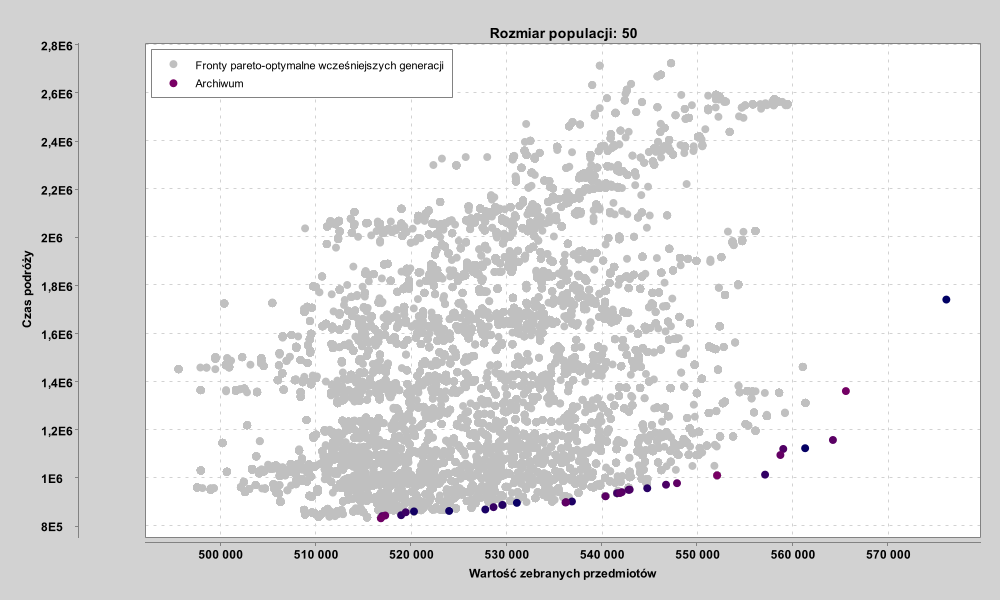 Rozmiar populacji: 50
Fronty pareto-optymalne wcześniejszych generacji
Archiwum
2,8E6
2,6E6
2,4E6
2,2E6
2E6
1,8E6
1,6E6
1,4E6
1,2E6
1E6
8E5
Czas podróży
500 000 510 000 520 000 530 000 540 000 550 000 560 000 570 000
Wartość zebranych przedmiotów